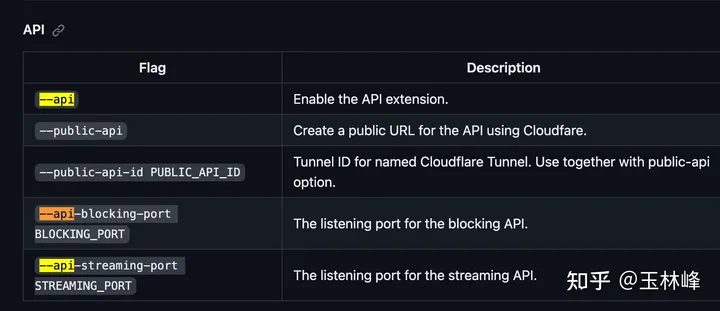 API
Flag Description
--api Enable the API extension.
--public-api Create a public URL for the API using Cloudfare.
--public-api-id PUBLIC_API_ID Tunnel ID for named Cloudflare Tunnel. Use together with public-api
option.
--api-blocking-port
BLOCKING_PORT
The listening port for the blocking API.
--api-streaming-port
STREAMING_PORT
The listening port for the streaming API.
知乎 @玉林峰